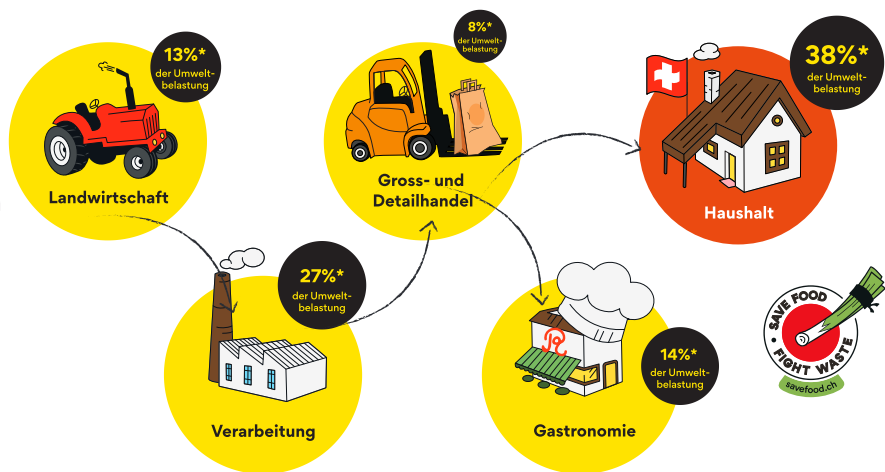 13%*
der Umwelt-
belastung
Landwirtschaft
8%*
der Umwelt-
belastung
Gross- und
Detailhandel
38%*
der Umwelt-
belastung
Haushalt
27%*
der Umwelt-
belastung
Verarbeitung
14%*
der Umwelt-
belastung
Gastronomie
SAVE FOOD
FIGHT WASTE
savefood.ch